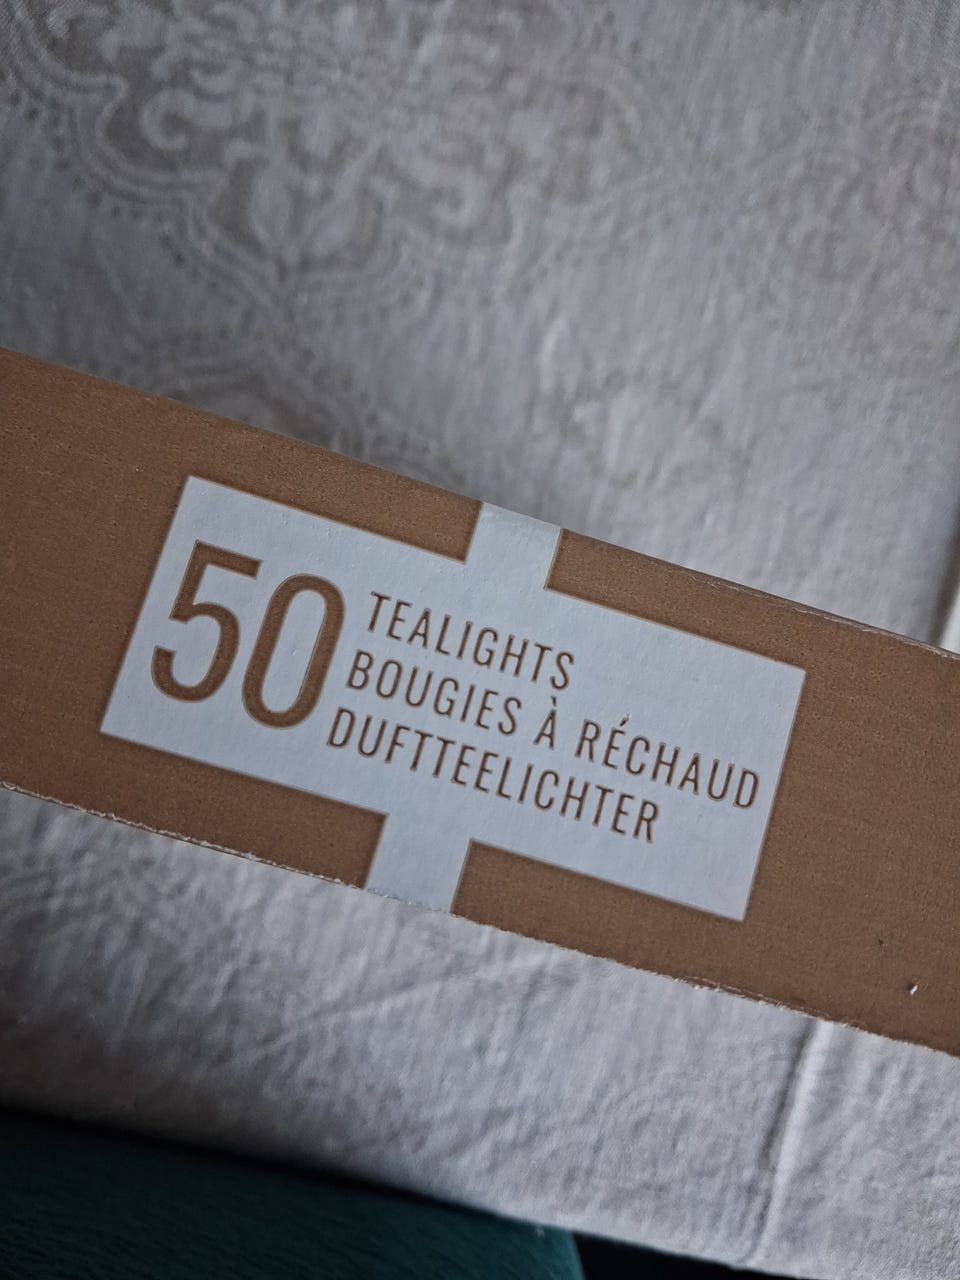 50 TEALIGHTS
BOUGIES À RÉCHAUD
DUFTTEELICHTER